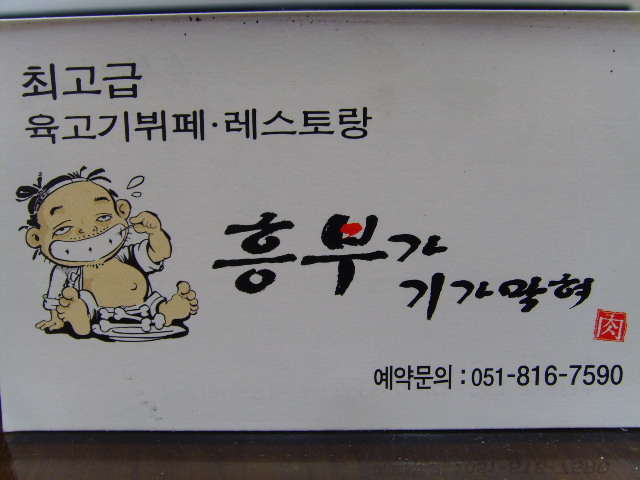 최고급
육고기뷔페·레스토랑
흥부가
기가막혀
肉
예약문의 : 051-816-7590